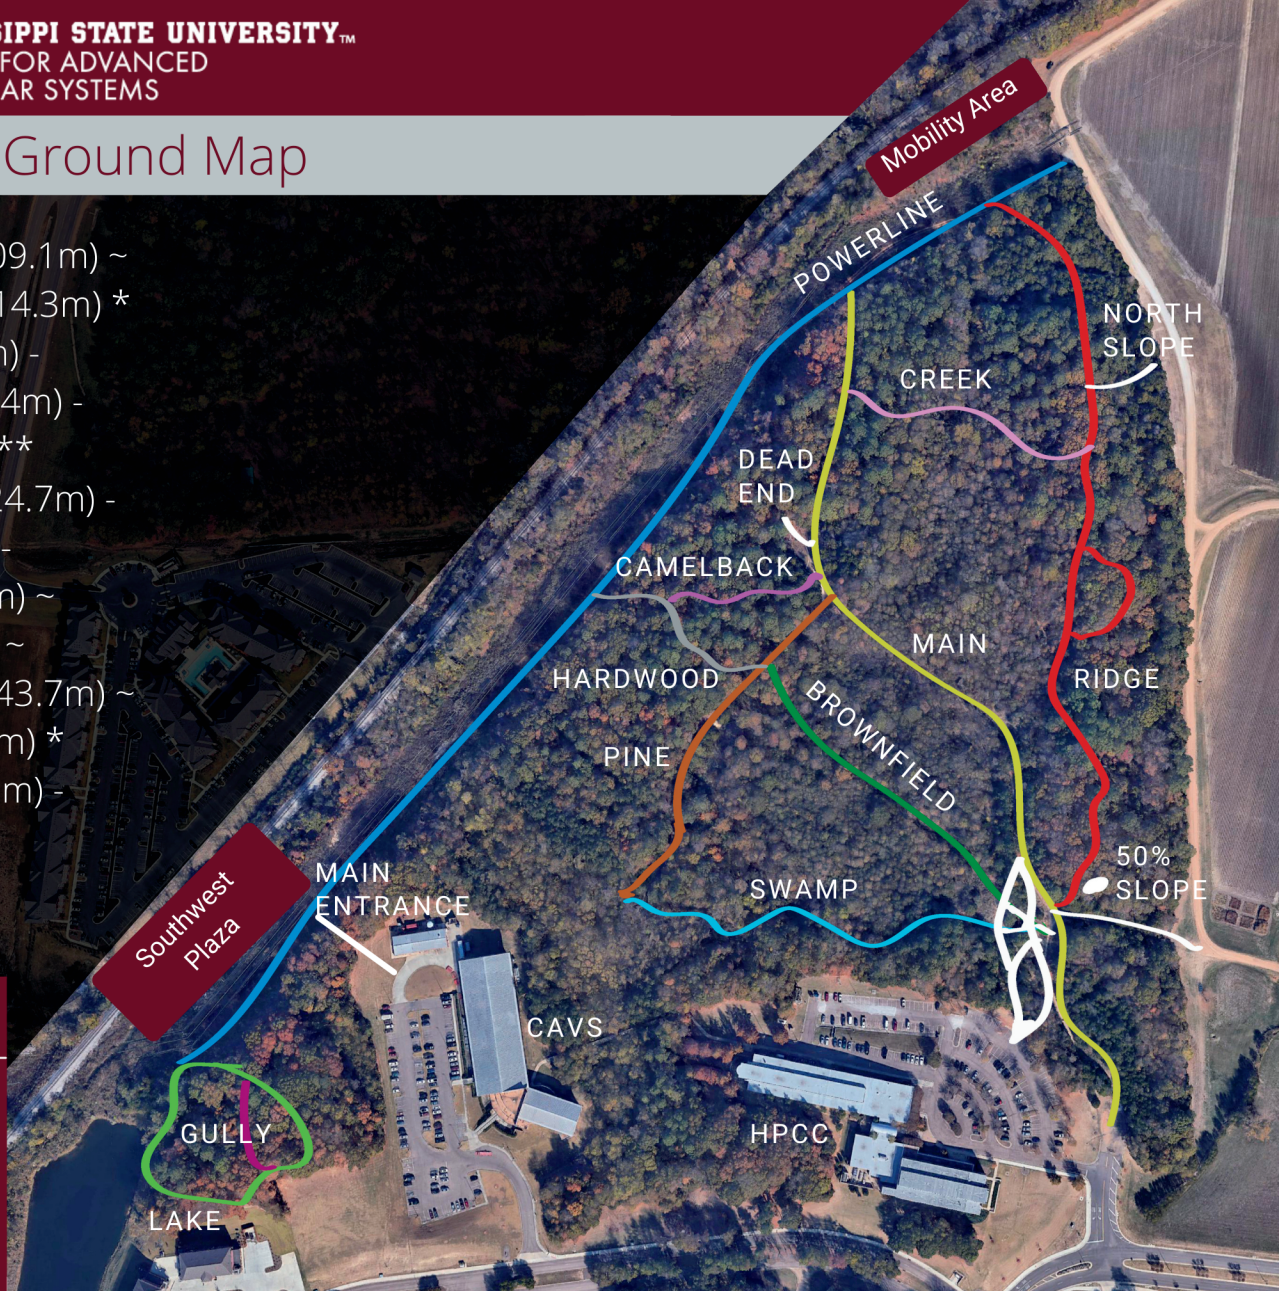 SIPPI STATE UNIVERSITY™
FOR ADVANCED
AR SYSTEMS
Ground Map
09.1m) ~
14.3m) *
m) -
4m) -
**
24.7m) -
-
m) ~
~
43.7m) ~
m) *
m) -
Mobility Area
POWERLINE
NORTH
SLOPE
CREEK
DEAD
END
CAMELBACK
MAIN
HARDWOOD
RIDGE
BROWNFIELD
PINE
50%
SLOPE
SWAMP
MAIN
ENTRANCE
Southwest
Plaza
CAVS
GULLY
HPCC
LAKE